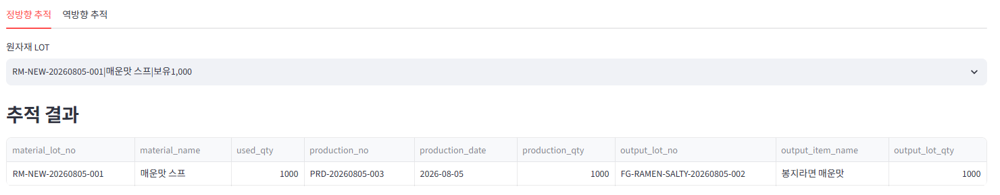 정방향 추적 역방향 추적
원자재 LOT
RM-NEW-20260805-001|매운맛 스프|보유1,000
추적 결과
material_lot_no material_name used_qty production_no production_date production_qty output_lot_no output_item_name output_lot_qty
RM-NEW-20260805-001 매운맛 스프 1000 PRD-20260805-003 2026-08-05 1000 FG-RAMEN-SALTY-20260805-002 봉지라면 매운맛 1000